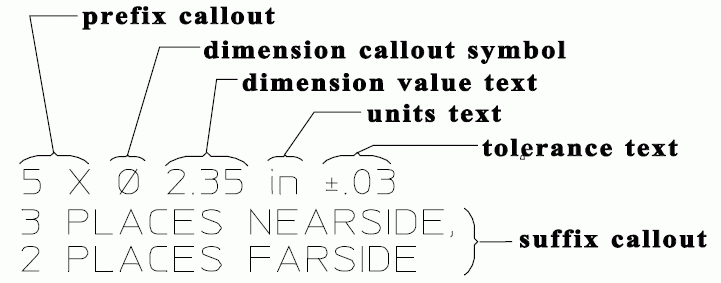 prefix callout
dimension callout symbol
dimension value text
units text
tolerance text
5 X Ø 2.35 in ±.03
3 PLACES NEARSIDE,
2 PLACES FARSIDE
suffix callout